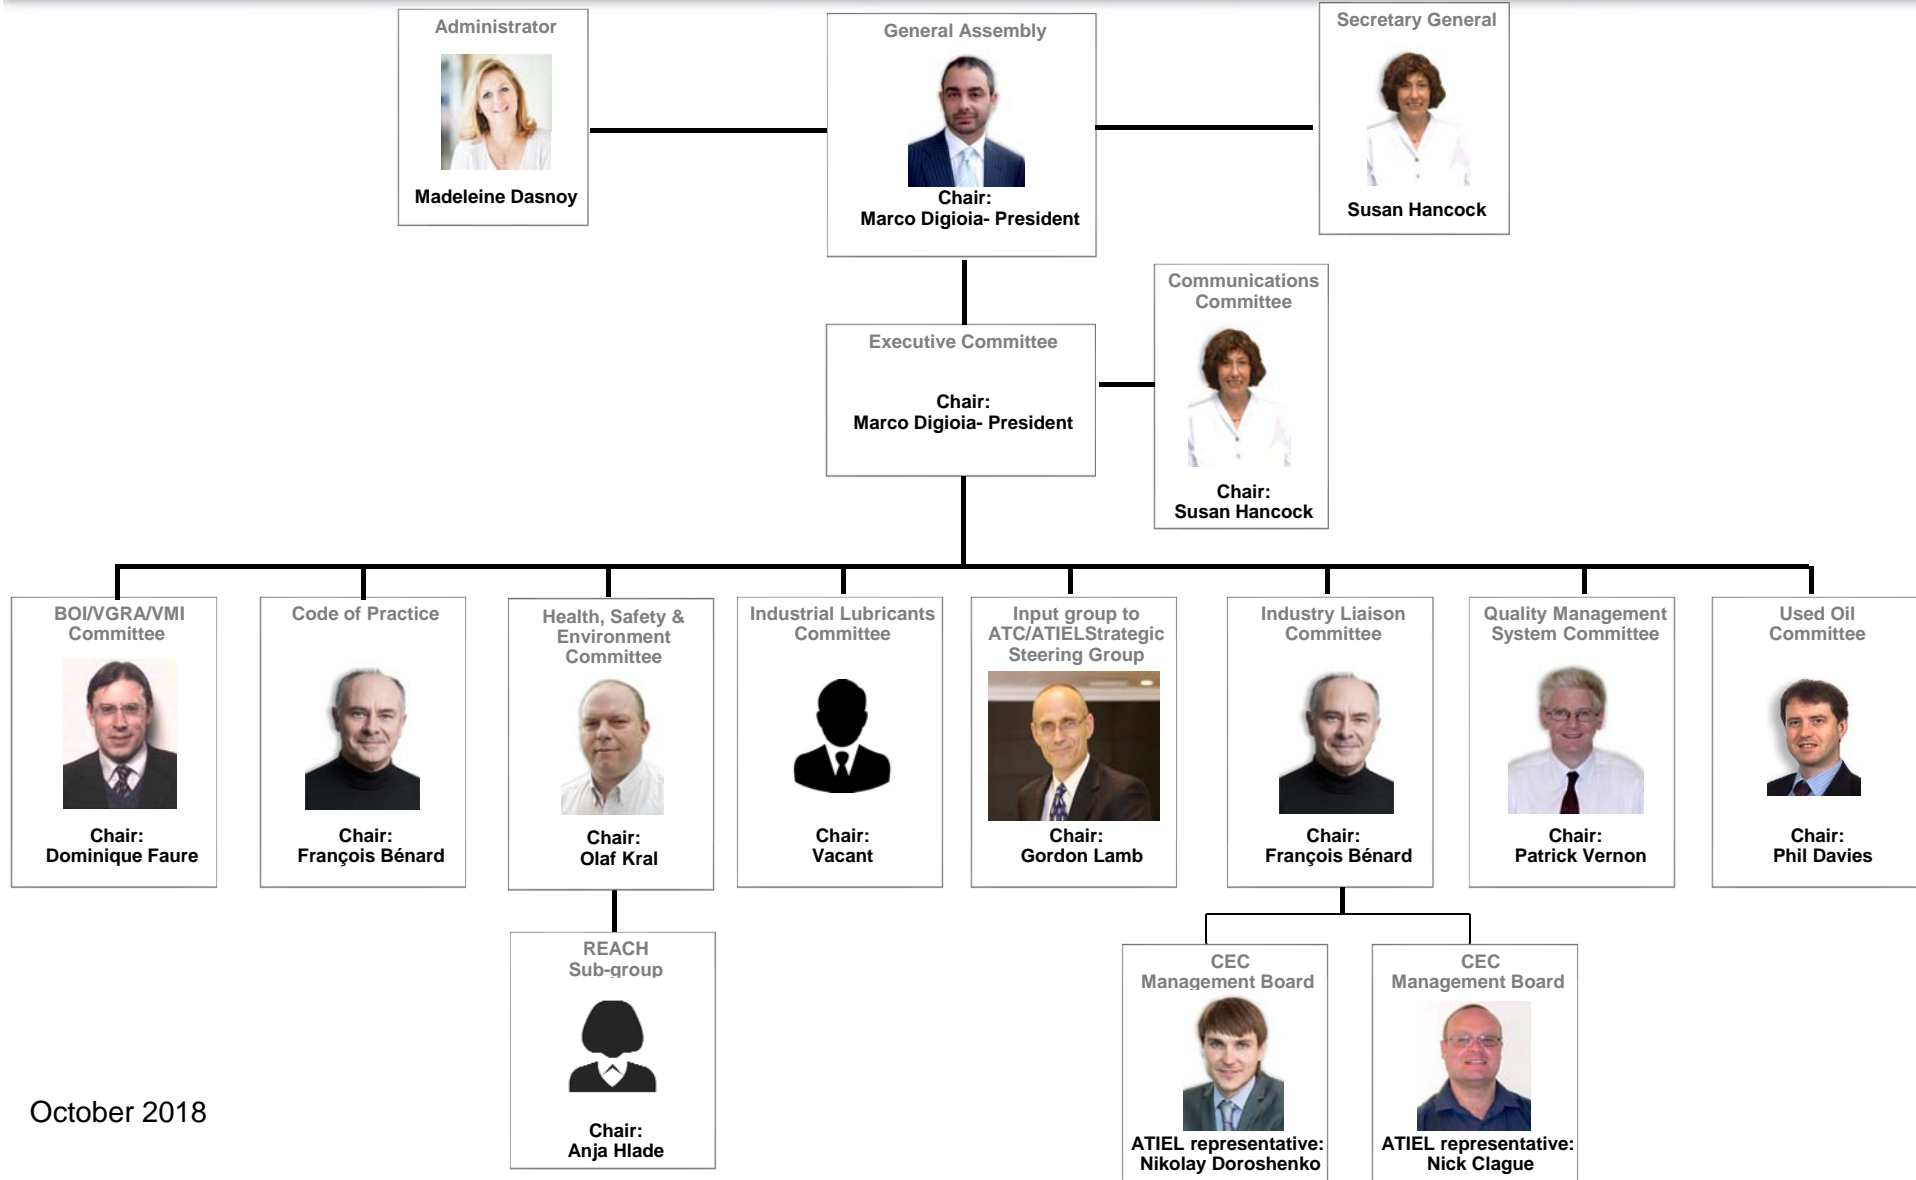 Administrator
Madeleine Dasnoy
General Assembly
Chair:
Marco Digioia- President
Secretary General
Susan Hancock
Communications
Committee
Chair:
Susan Hancock
Executive Committee
Chair:
Marco Digioia- President
BOI/VGRA/VMI
Committee
Chair:
Dominique Faure
Code of Practice
Chair:
François Bénard
Health, Safety &
Environment
Committee
Chair:
Olaf Kral
Industrial Lubricants
Committee
Chair:
Vacant
Input group to
ATC/ATIELStrategic
Steering Group
Chair:
Gordon Lamb
Industry Liaison
Committee
Chair:
François Bénard
Quality Management
System Committee
Chair:
Patrick Vernon
Used Oil
Committee
Chair:
Phil Davies
REACH
Sub-group
Chair:
Anja Hlade
CEC
Management Board
ATIEL representative:
Nikolay Doroshenko
CEC
Management Board
ATIEL representative:
Nick Clague
October 2018